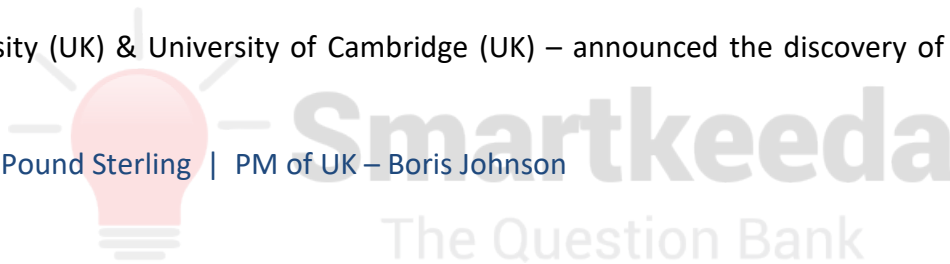 sity (UK) & University of Cambridge (UK) – announced the discovery of
Pound Sterling | PM of UK – Boris Johnson
Smartkeeda
The Question Bank